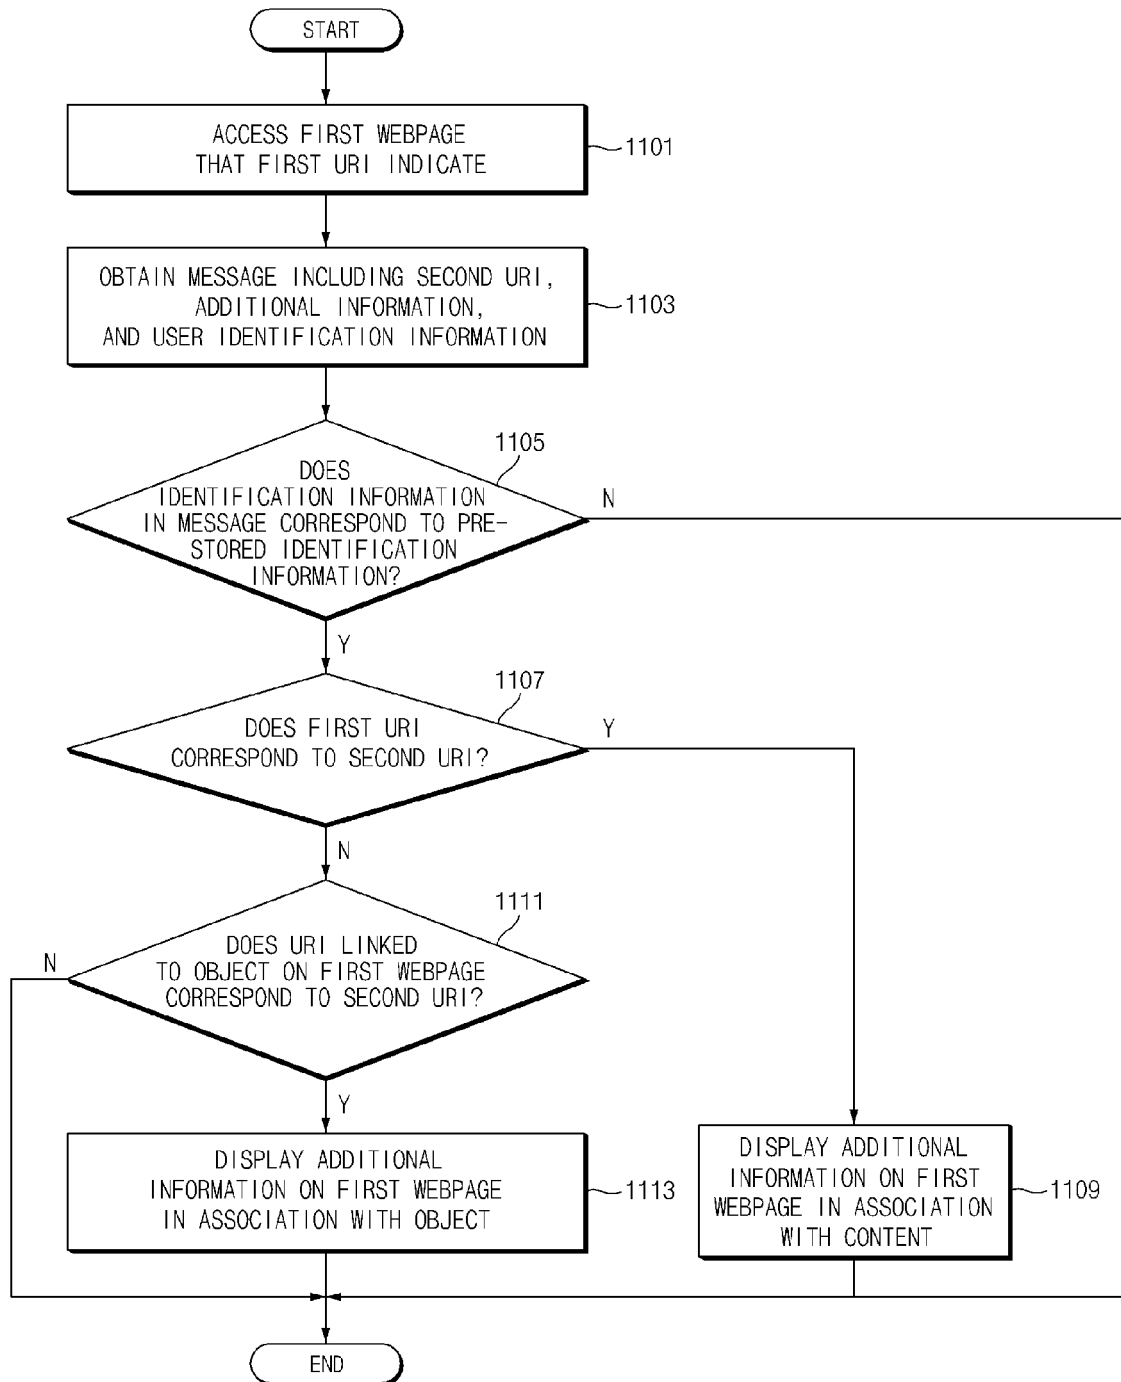 START
ACCESS FIRST WEBPAGE
THAT FIRST URI INDICATE
1101
OBTAIN MESSAGE INCLUDING SECOND URI,
ADDITIONAL INFORMATION,
AND USER IDENTIFICATION INFORMATION
1103
1105
DOES
IDENTIFICATION INFORMATION
IN MESSAGE CORRESPOND TO PRE-
STORED IDENTIFICATION
INFORMATION?
N
Y
1107
DOES FIRST URI
CORRESPOND TO SECOND URI?
Y
N
1111
DOES URI LINKED
TO OBJECT ON FIRST WEBPAGE
CORRESPOND TO SECOND URI?
N
Y
DISPLAY ADDITIONAL
INFORMATION ON FIRST WEBPAGE
IN ASSOCIATION WITH OBJECT
1113
DISPLAY ADDITIONAL
INFORMATION ON FIRST
WEBPAGE IN ASSOCIATION
WITH CONTENT
1109
END